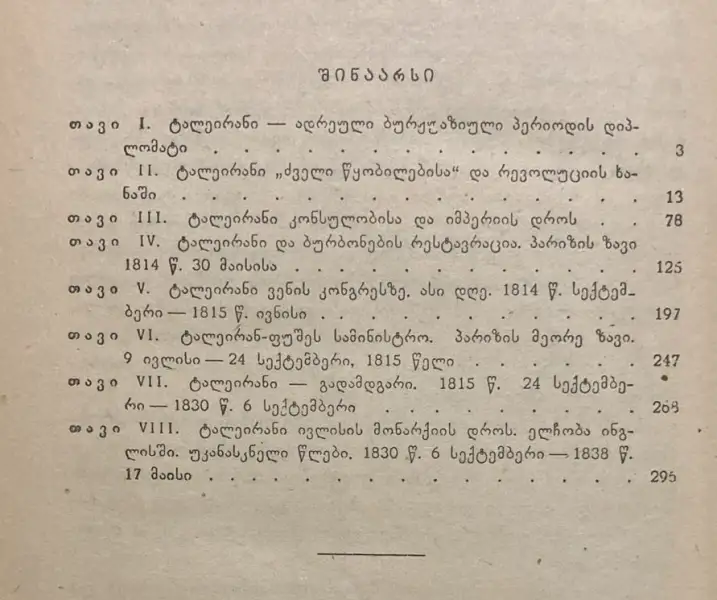 შინაარსი
თავი I. ტალეირანი — ადრეული ბურჟუაზიული პერიოდის დიპ-
ლომატი . . . . . . . . . . . . . . 3
თავი II. ტალეირანი „ძველი წყობილებისა“ და რევოლუციის ხა-
ნაში . . . . . . . . . . . . . . 13
თავი III. ტალეირანი კონსულობისა და იმპერიის დროს . . 78
თავი IV. ტალეირანი და ბურბონების რესტავრაცია. პარიზის ზავი
1814 წ. 30 მაისისა . . . . . . . . . . . 125
თავი V. ტალეირანი ვენის კონგრესზე. ასი დღე. 1814 წ. სექტემ-
ბერი — 1815 წ. ივნისი . . . . . . . . . . 197
თავი VI. ტალეირან-ფუშეს სამინისტრო. პარიზის მეორე ზავი.
9 ივლისი — 24 სექტემბერი, 1815 წელი . . . . . . 247
თავი VII. ტალეირანი — გადამდგარი. 1815 წ. 24 სექტემბე-
რი — 1830 წ. 6 სექტემბერი . . . . . . . . 268
თავი VIII. ტალეირანი ივლისის მონარქიის დროს. ელჩობა ინგ-
ლისში. უკანასკნელი წლები. 1830 წ. 6 სექტემბერი — 1838 წ.
17 მაისი . . . . . . . . . . . . . . 295